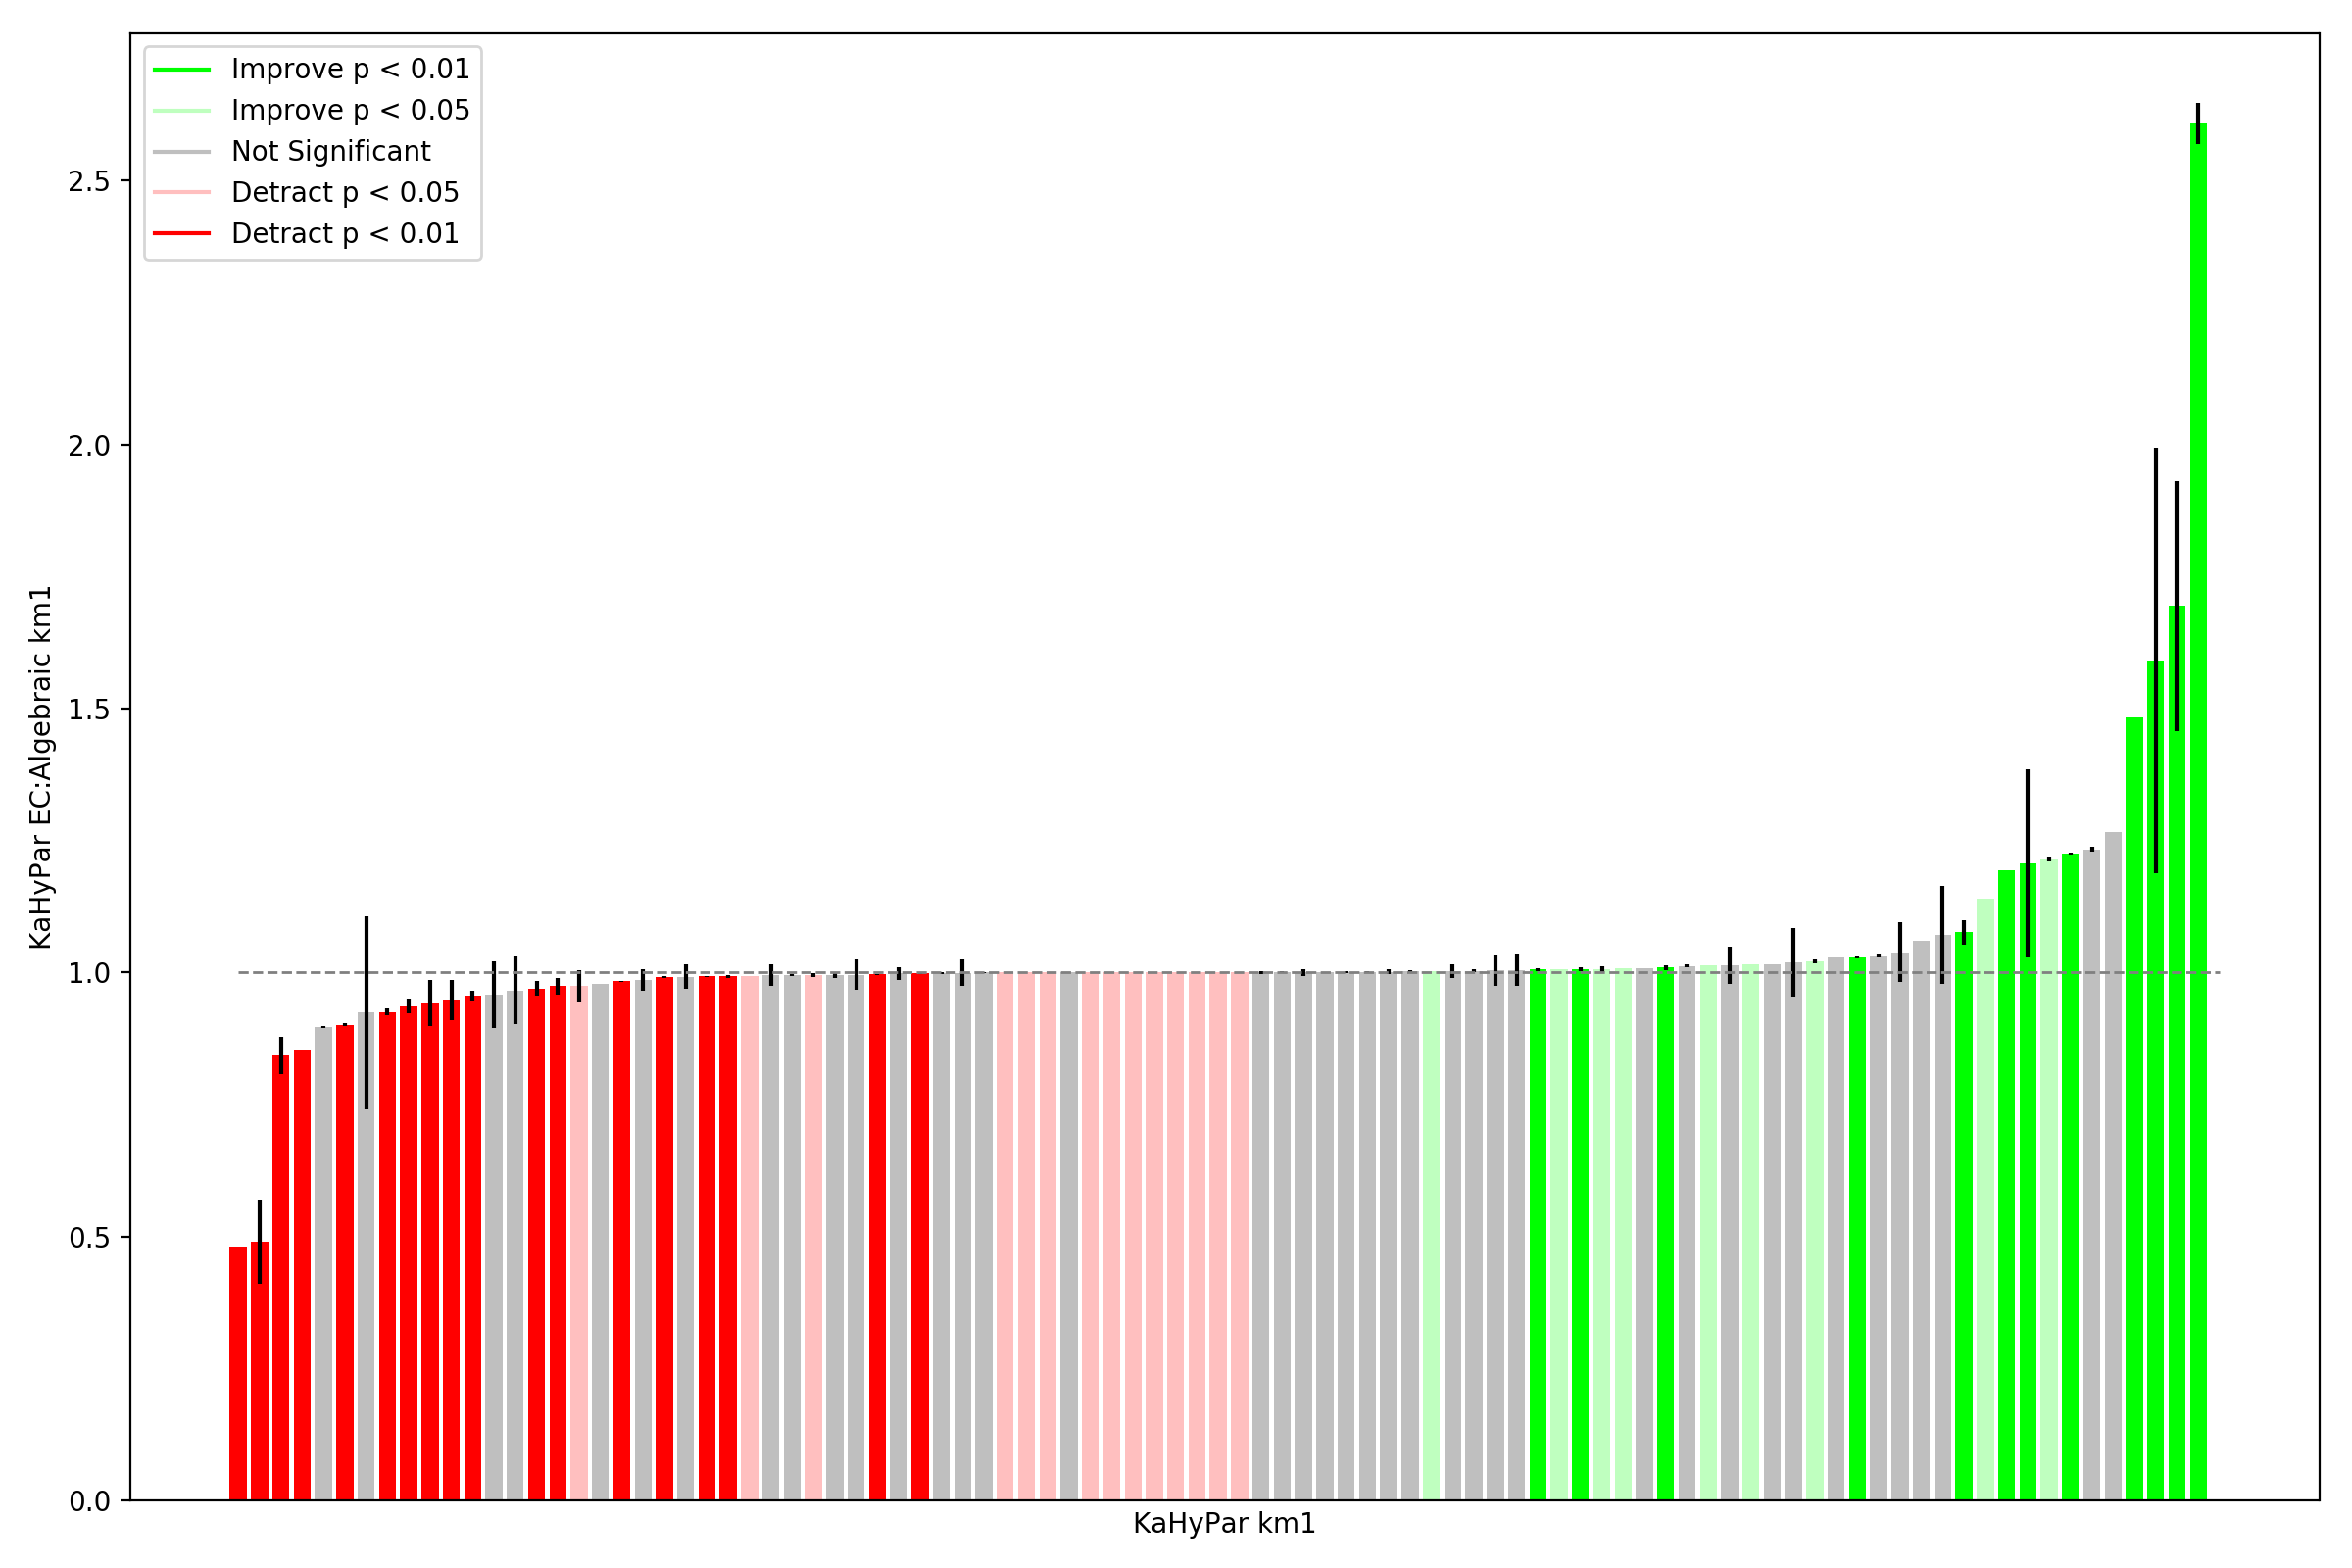 Improve p < 0.01
Improve p < 0.05
Not Significant
Detract p < 0.05
Detract p < 0.01
2.5
2.0
1.5
1.0
0.5
0.0
KaHyPar EC:Algebraic km1
KaHyPar km1